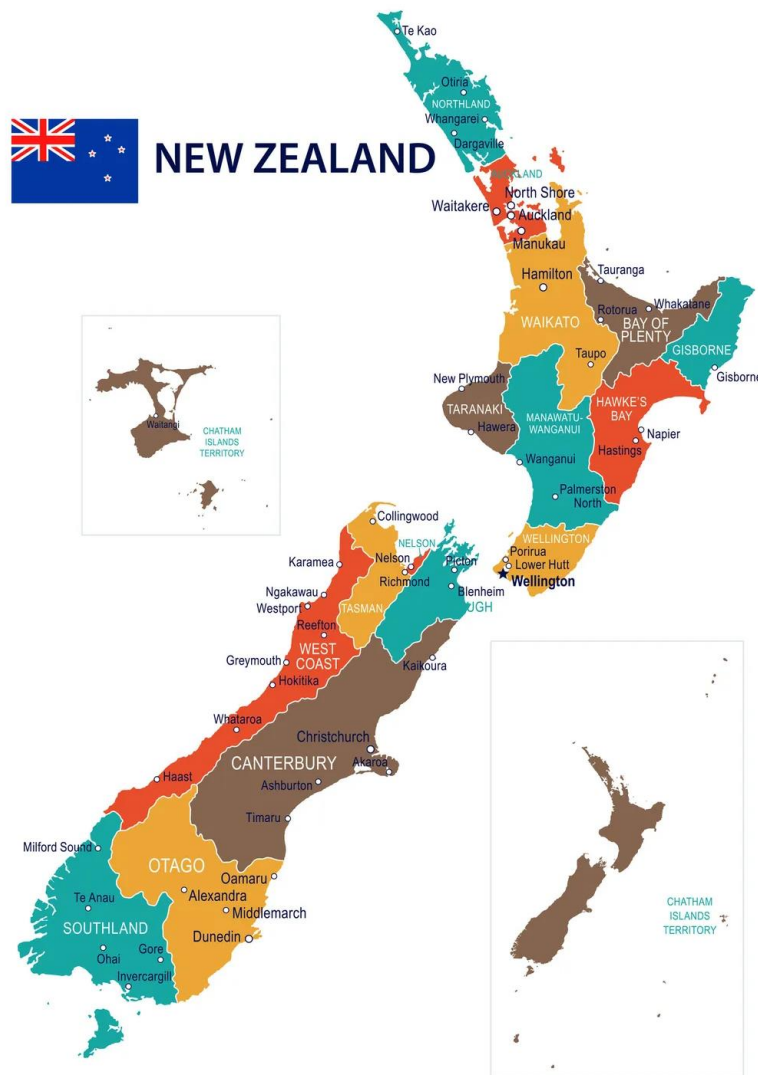 Te Kao
Otiria
NORTHLAND
Whangarei
Dargaville
NEW ZEALAND
North Shore
Waitakere
Auckland
Manukau
Hamilton
Tauranga
WAIKATO
Rotorua
Whakatane
BAY OF
PLENTY
GISBORNE
Taupo
Gisborne
New Plymouth
TARANAKI
HAWKE'S
BAY
MANAWATU-
WANGANUI
Hawera
Napier
Hastings
Wanganui
Palmerston
North
Waitangi
CHATHAM
ISLANDS
TERRITORY
Collingwood
NELSON
WELLINGTON
Porirua
Lower Hutt
Wellington
Karamea
Nelson
Richmond
Picton
Ngakawau
Westport
TASMAN
Blenheim
UGH
Reefton
WEST
COAST
Greymouth
Kaikoura
Hokitika
Whataroa
Christchurch
CANTERBURY
Akaroa
Haast
Ashburton
Timaru
Milford Sound
OTAGO
Oamaru
Te Anau
Alexandra
Middlemarch
SOUTHLAND
Dunedin
Ohai
Gore
Invercargill
CHATHAM
ISLANDS
TERRITORY